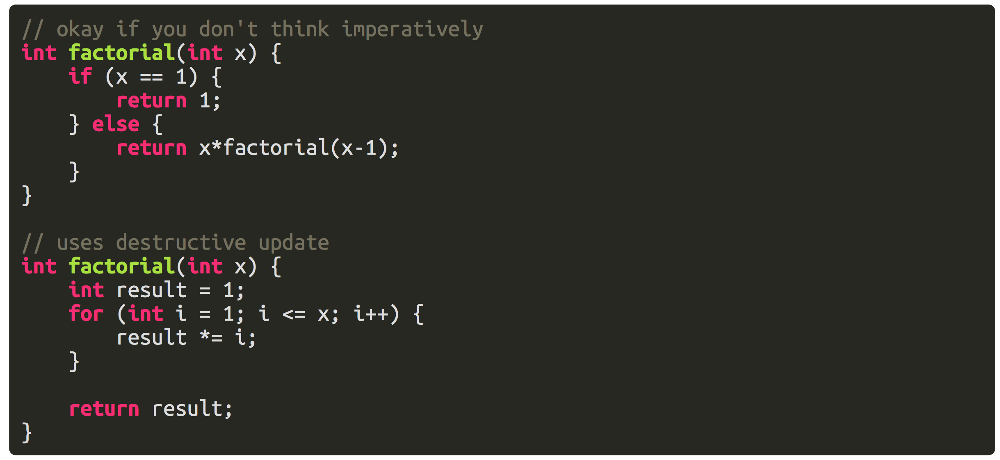 // okay if you don't think imperatively
int factorial(int x) {
    if (x == 1) {
        return 1;
    } else {
        return x*factorial(x-1);
    }
}

// uses destructive update
int factorial(int x) {
    int result = 1;
    for (int i = 1; i <= x; i++) {
        result *= i;
    }

    return result;
}